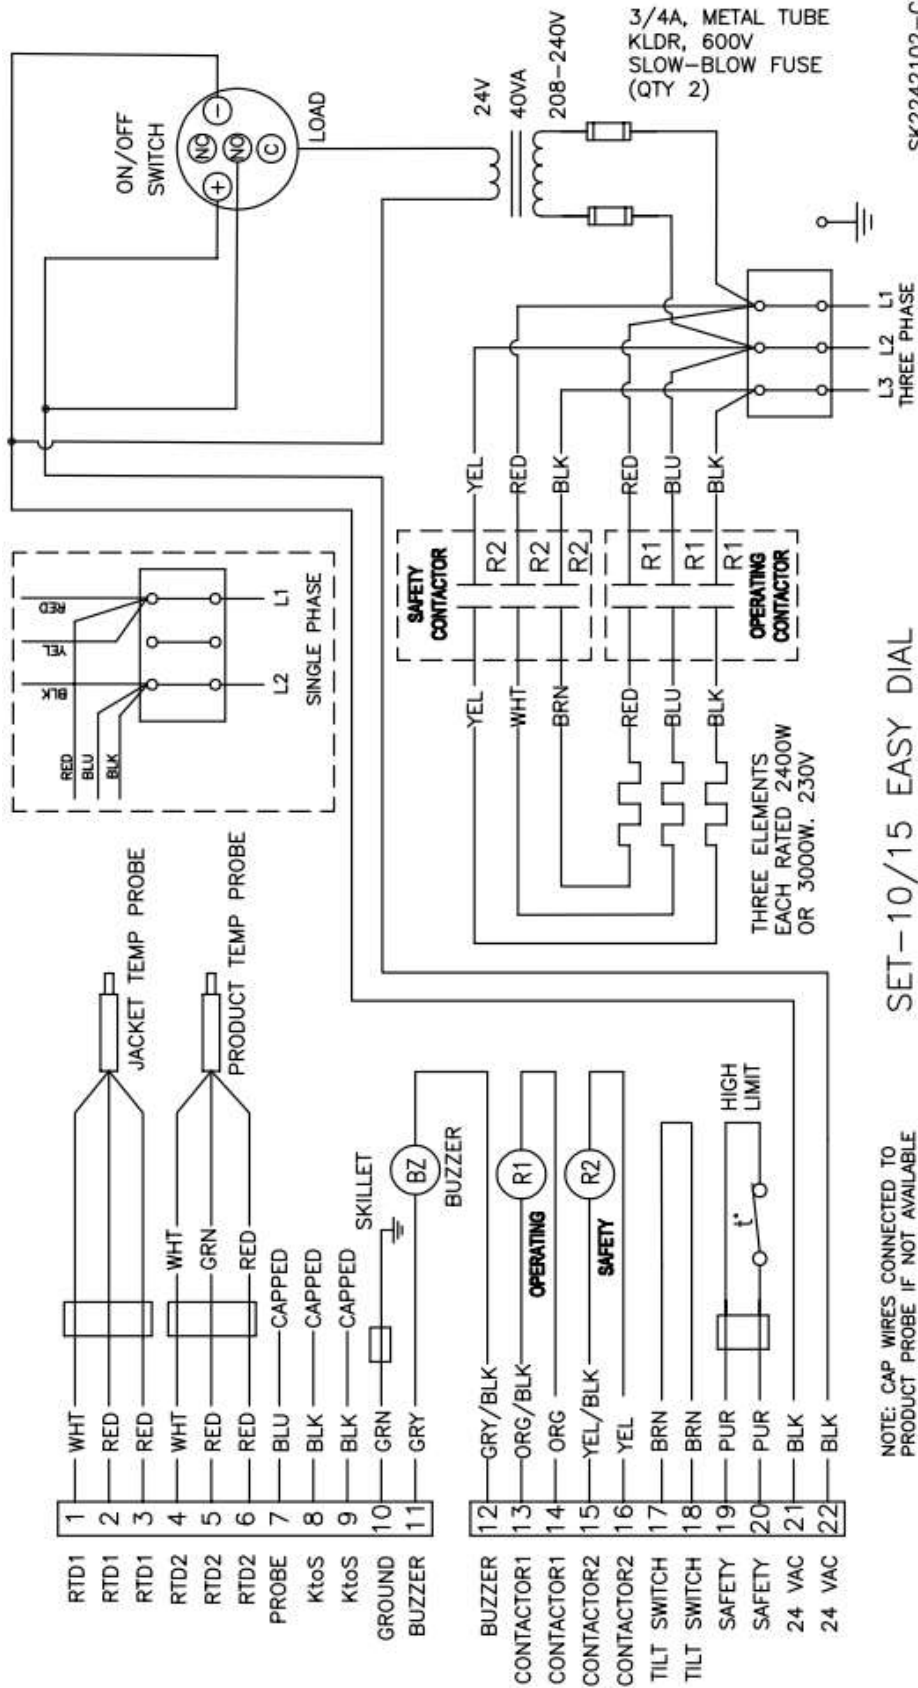 RTD1 1 WHT
RTD1 2 RED
RTD1 3 RED
RTD2 4 WHT WHT
RTD2 5 RED GRN
RTD2 6 RED RED
PROBE 7 BLU CAPPED
KtoS 8 BLK CAPPED
KtoS 9 BLK CAPPED
GROUND 10 GRN
BUZZER 11 GRY
BUZZER 12 GRY/BLK
CONTACTOR1 13 ORG/BLK
CONTACTOR1 14 ORG
CONTACTOR2 15 YEL/BLK
CONTACTOR2 16 YEL
TILT SWITCH 17 BRN
TILT SWITCH 18 BRN
SAFETY 19 PUR
SAFETY 20 PUR
24 VAC 21 BLK
24 VAC 22 BLK
JACKET TEMP PROBE
PRODUCT TEMP PROBE
SKILLET
BZ
BUZZER
R1
OPERATING
R2
SAFETY
t°
HIGH
LIMIT
NOTE: CAP WIRES CONNECTED TO
PRODUCT PROBE IF NOT AVAILABLE
RED
YEL
BLK
RED
BLU
BLK
L2
L1
SINGLE PHASE
ON/OFF
SWITCH
+
NC
−
NO
C
LOAD
SAFETY
CONTACTOR
YEL R2 YEL
WHT R2 RED
BRN R2 BLK
RED R1 RED
BLU R1 BLU
BLK R1 BLK
OPERATING
CONTACTOR
THREE ELEMENTS
EACH RATED 2400W
OR 3000W. 230V
24V
40VA
208-240V
3/4A, METAL TUBE
KLDR, 600V
SLOW-BLOW FUSE
(QTY 2)
L3
L2
L1
THREE PHASE
SET-10/15 EASY DIAL